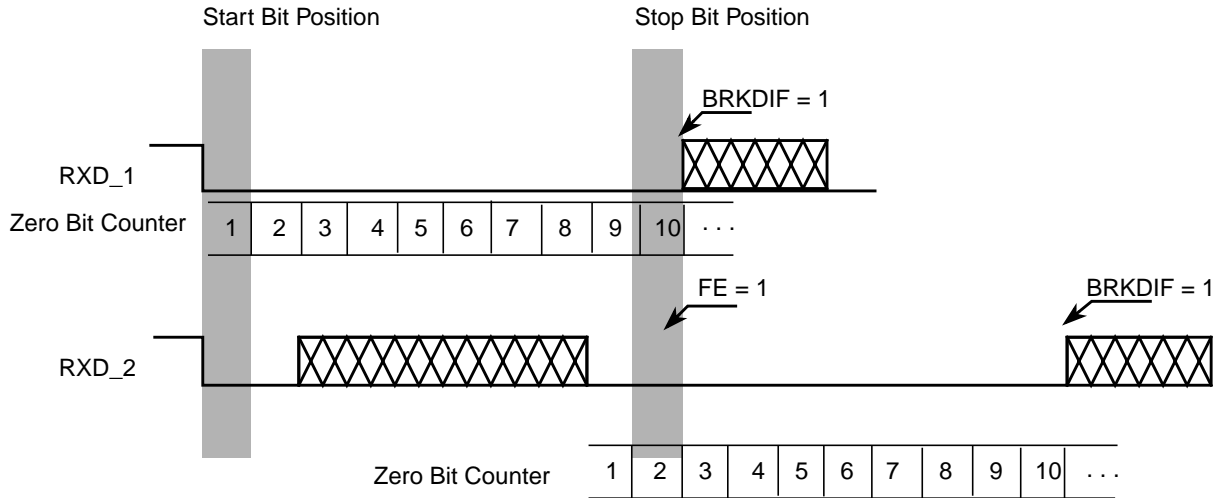 Start Bit Position
Stop Bit Position
BRKDIF = 1
RXD_1
Zero Bit Counter
1 2 3 4 5 6 7 8 9 10 . . .
FE = 1
BRKDIF = 1
RXD_2
Zero Bit Counter
1 2 3 4 5 6 7 8 9 10 . . .